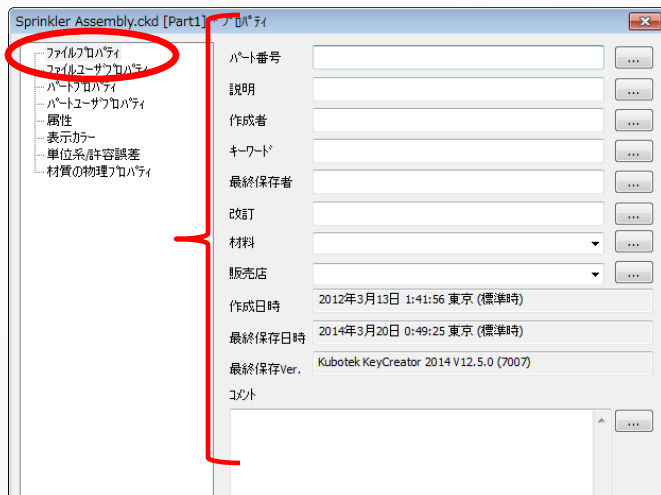 Sprinkler Assembly.ckd [Part1] * プロパティ
ファイルプロパティ
ファイルユーザプロパティ
パートプロパティ
パートユーザプロパティ
属性
表示カラー
単位系/許容誤差
材質の物理プロパティ
パート番号
...
説明
...
作成者
...
キーワード
...
最終保存者
...
改訂
...
材料
...
販売店
...
作成日時 2012年3月13日 1:41:56 東京 (標準時)
最終保存日時 2014年3月20日 0:49:25 東京 (標準時)
最終保存Ver. Kubotek KeyCreator 2014 V12.5.0 (7007)
コメント
...